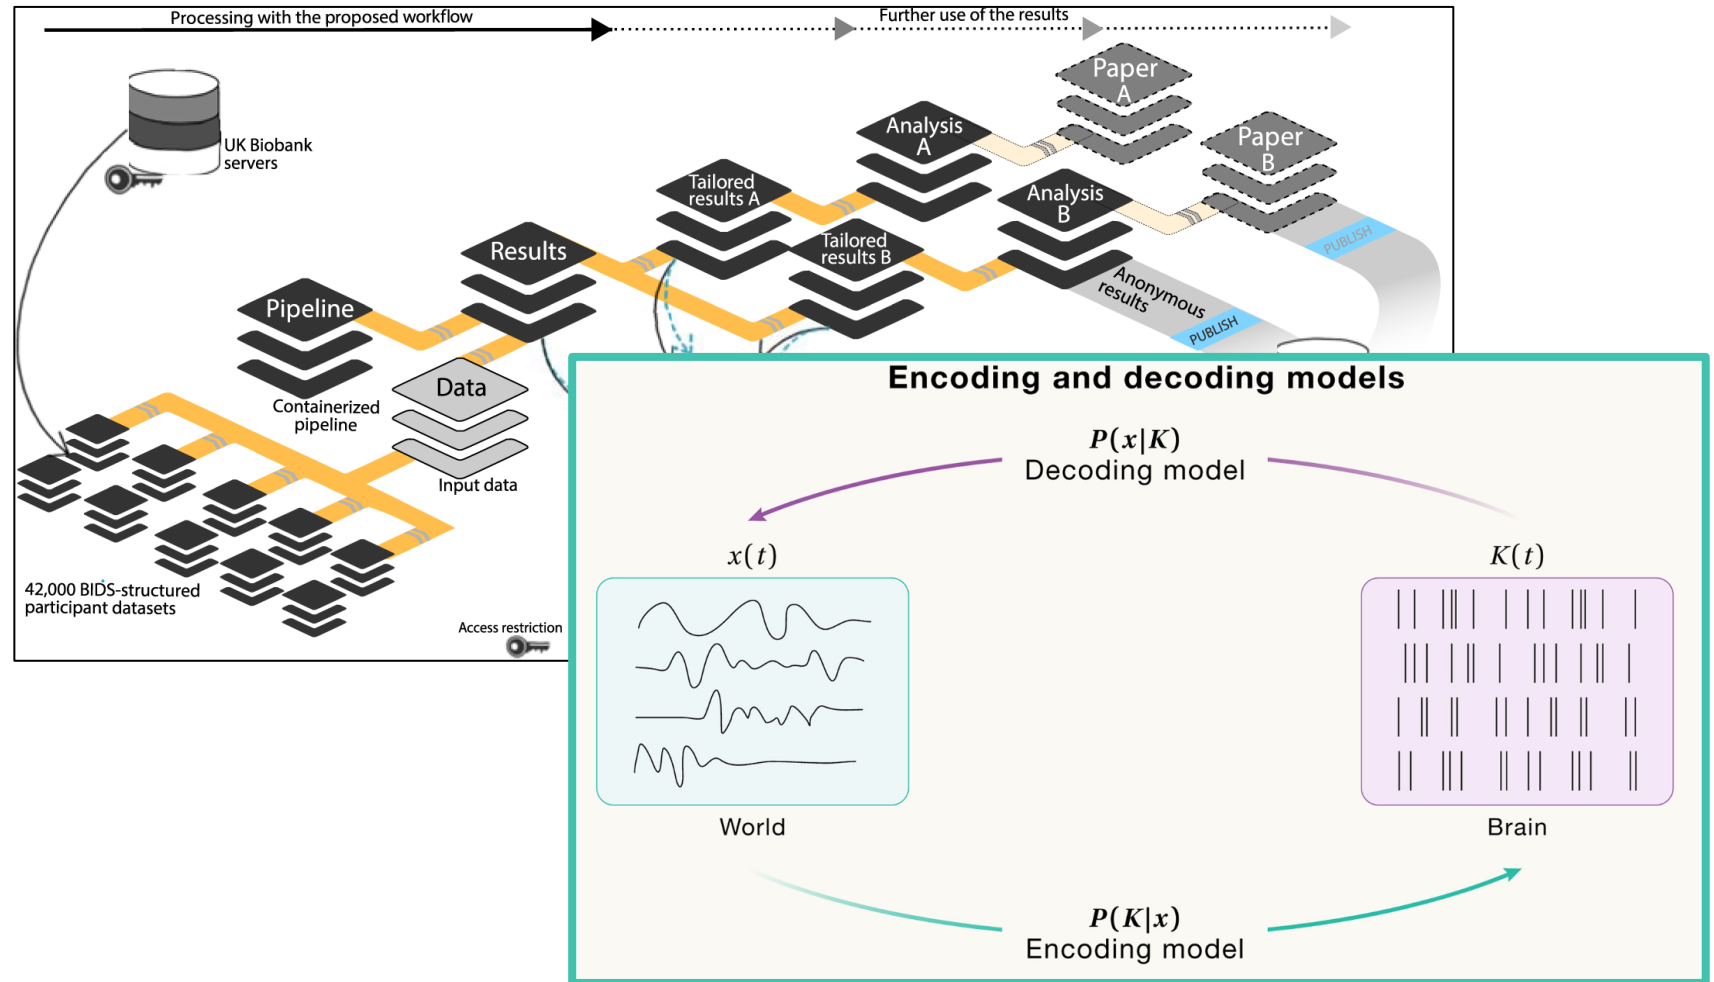 Processing with the proposed workflow
Further use of the results
UK Biobank
servers
Paper
A
Paper
B
Analysis
A
Analysis
B
Tailored
results A
Tailored
results B
Results
Pipeline
Containerized
pipeline
Data
Input data
Anonymous
results
PUBLISH
PUBLISH
42,000 BIDS-structured
participant datasets
Access restriction
Encoding and decoding models
P(x|K)
Decoding model
x(t)
K(t)
World
Brain
P(K|x)
Encoding model